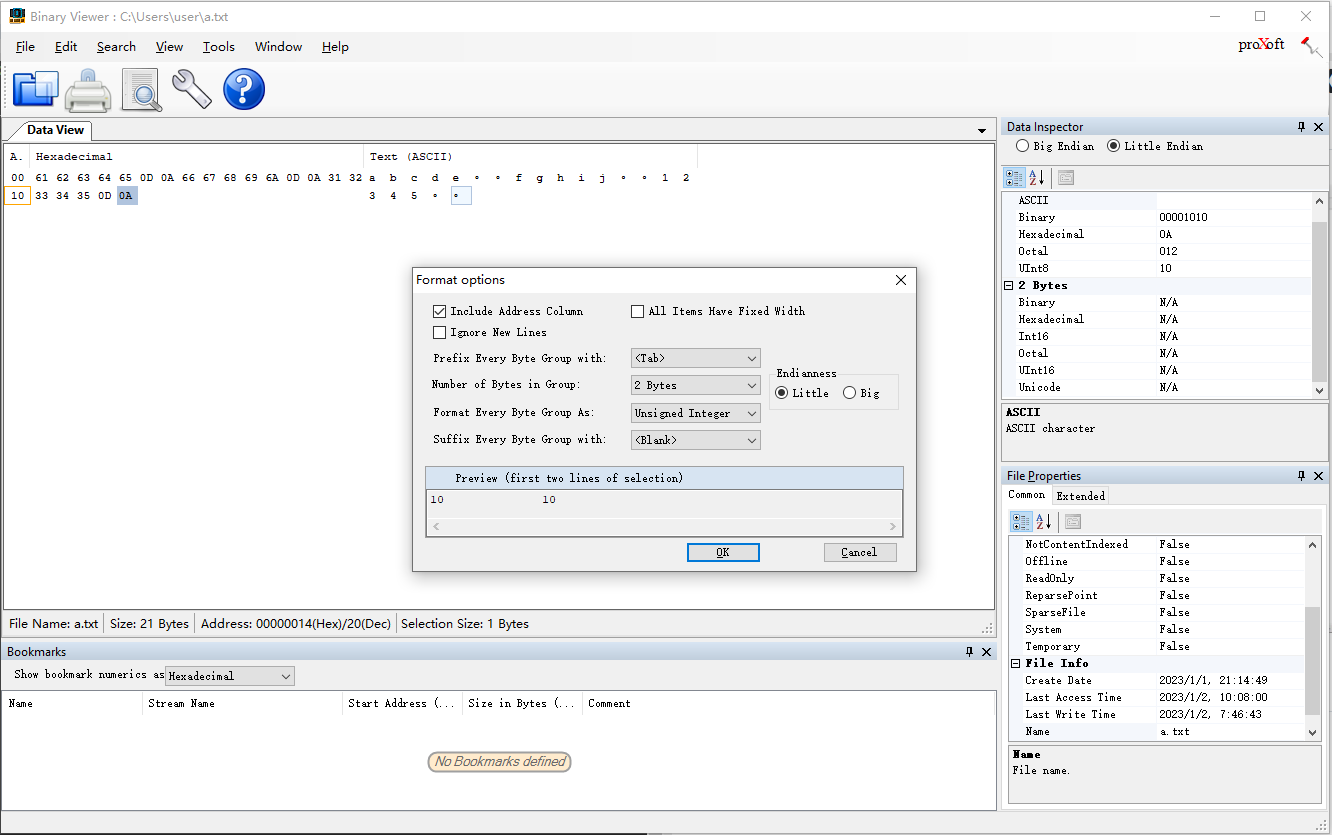 Binary Viewer : C:\Users\user\a.txt
File Edit Search View Tools Window Help
proXoft
Data View
A. Hexadecimal Text (ASCII)
00 61 62 63 64 65 0D 0A 66 67 68 69 6A 0D 0A 31 32 a b c d e ∘ ∘ f g h i j ∘ ∘ 1 2
10 33 34 35 0D 0A 3 4 5 ∘ ∘
Format options
Include Address Column All Items Have Fixed Width
Ignore New Lines
Prefix Every Byte Group with: <Tab>
Number of Bytes in Group: 2 Bytes
Endianness
Little Big
Format Every Byte Group As: Unsigned Integer
Suffix Every Byte Group with: <Blank>
Preview (first two lines of selection)
10 10
OK Cancel
File Name: a.txt Size: 21 Bytes Address: 00000014(Hex)/20(Dec) Selection Size: 1 Bytes
Bookmarks
Show bookmark numerics as Hexadecimal
Name Stream Name Start Address (... Size in Bytes (... Comment
No Bookmarks defined
Data Inspector
Big Endian Little Endian
ASCII
Binary 00001010
Hexadecimal 0A
Octal 012
UInt8 10
2 Bytes
Binary N/A
Hexadecimal N/A
Int16 N/A
Octal N/A
UInt16 N/A
Unicode N/A
ASCII
ASCII character
File Properties
Common Extended
NotContentIndexed False
Offline False
ReadOnly False
ReparsePoint False
SparseFile False
System False
Temporary False
File Info
Create Date 2023/1/1, 21:14:49
Last Access Time 2023/1/2, 10:08:00
Last Write Time 2023/1/2, 7:46:43
Name a.txt
Name
File name.